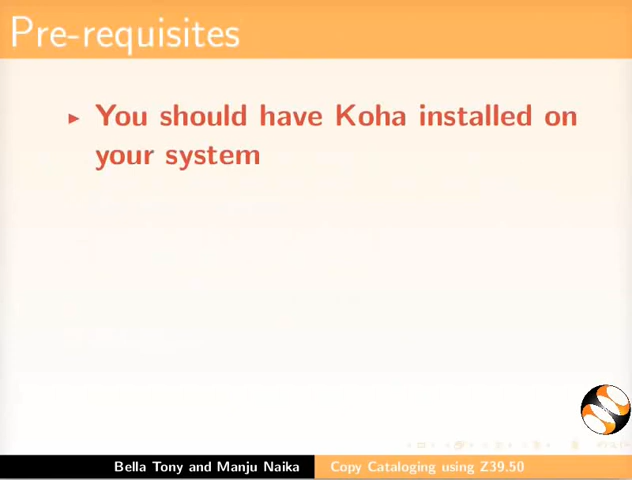 Pre-requisites
You should have Koha installed on
your system
Bella Tony and Manju Naika
Copy Cataloging using Z39.50